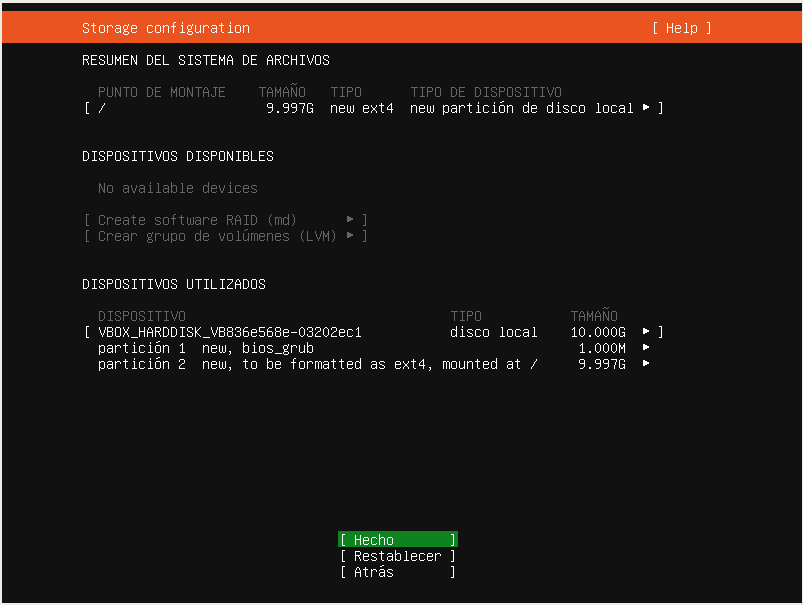 Storage configuration [ Help ]
RESUMEN DEL SISTEMA DE ARCHIVOS
PUNTO DE MONTAJE TAMAÑO TIPO TIPO DE DISPOSITIVO
[ / 9.997G new ext4 new partición de disco local ▸ ]
DISPOSITIVOS DISPONIBLES
No available devices
[ Create software RAID (md) ▸ ]
[ Crear grupo de volúmenes (LVM) ▸ ]
DISPOSITIVOS UTILIZADOS
DISPOSITIVO TIPO TAMAÑO
[ VBOX_HARDDISK_VB836e568e-03202ec1 disco local 10.000G ▸ ]
partición 1 new, bios_grub 1.000M ▸
partición 2 new, to be formatted as ext4, mounted at / 9.997G ▸
[ Hecho ]
[ Restablecer ]
[ Atrás ]